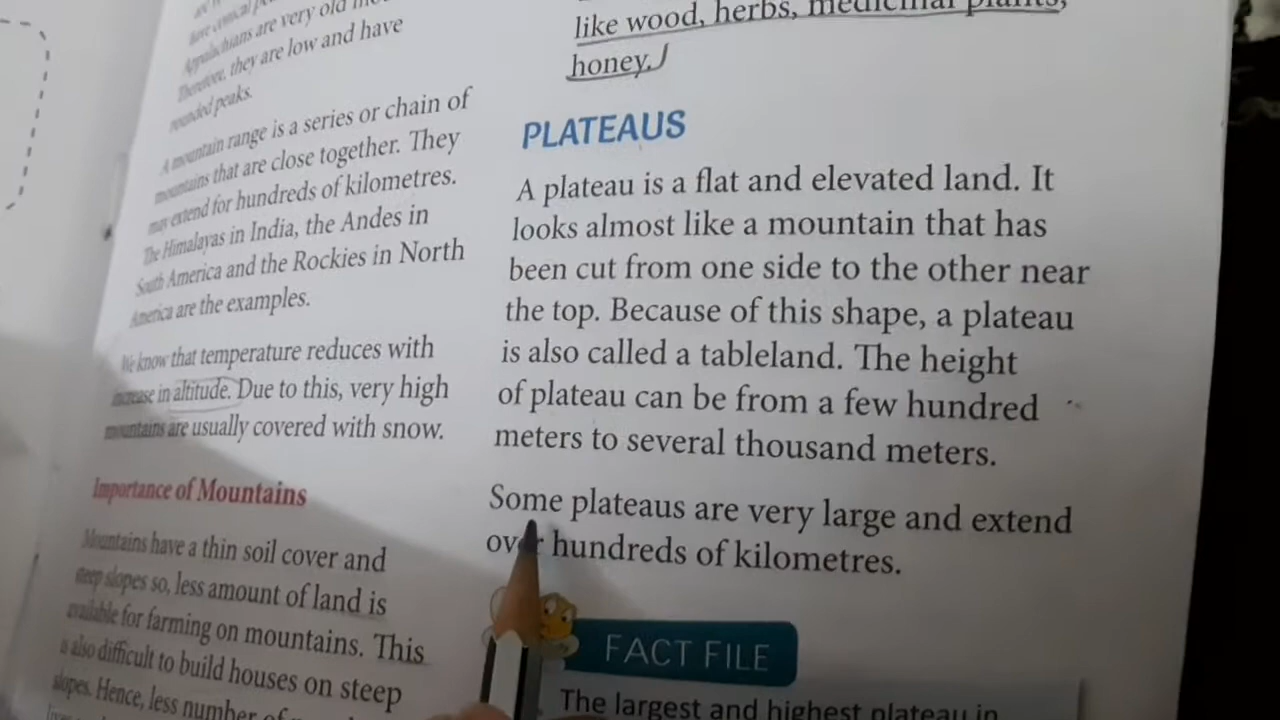 have conical
Appalachians are very old
Therefore, they are low and have
rounded peaks.
A mountain range is a series or chain of
mountains that are close together. They
may extend for hundreds of kilometres.
The Himalayas in India, the Andes in
South America and the Rockies in North
America are the examples.
We know that temperature reduces with
increase in altitude. Due to this, very high
mountains are usually covered with snow.
Importance of Mountains
Mountains have a thin soil cover and
steep slopes so, less amount of land is
available for farming on mountains. This
is also difficult to build houses on steep
slopes. Hence, less number of
like wood, herbs, medicinal plants,
honey.
PLATEAUS
A plateau is a flat and elevated land. It
looks almost like a mountain that has
been cut from one side to the other near
the top. Because of this shape, a plateau
is also called a tableland. The height
of plateau can be from a few hundred
meters to several thousand meters.
Some plateaus are very large and extend
over hundreds of kilometres.
FACT FILE
The largest and highest plateau in